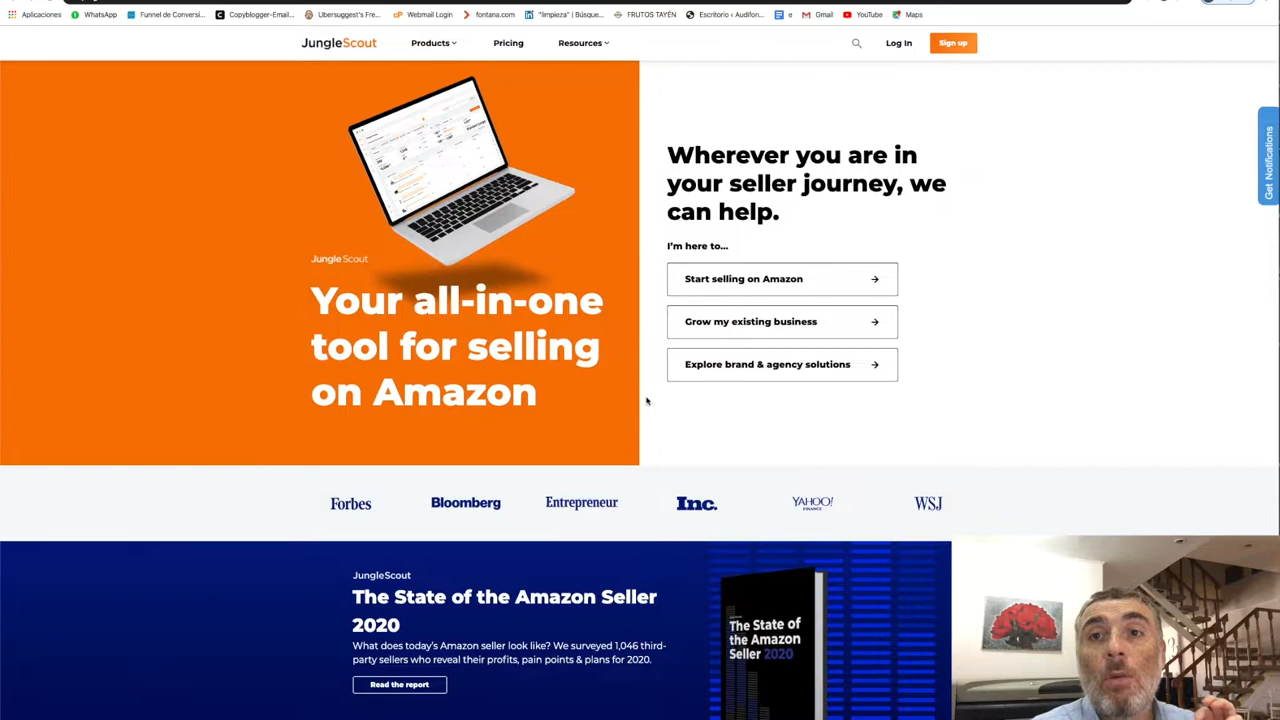 Aplicaciones
WhatsApp
Funnel de Conversi...
Copyblogger-Email...
Ubersuggest's Fre...
Webmail Login
fontana.com
"limpieza" | Búsque...
FRUTOS TAYÉN
Escritorio ‹ Audifon...
e
Gmail
YouTube
Maps
JungleScout
Products
Pricing
Resources
Log In
Sign up
Get Notifications
Wherever you are in
your seller journey, we
can help.
I'm here to...
Start selling on Amazon
Grow my existing business
Explore brand & agency solutions
JungleScout
Your all-in-one
tool for selling
on Amazon
Forbes
Bloomberg
Entrepreneur
Inc.
YAHOO!
FINANCE
WSJ
JungleScout
The State of the Amazon Seller
2020
What does today's Amazon seller look like? We surveyed 1,046 third-
party sellers who reveal their profits, pain points & plans for 2020.
Read the report
The State of
the Amazon
Seller 2020